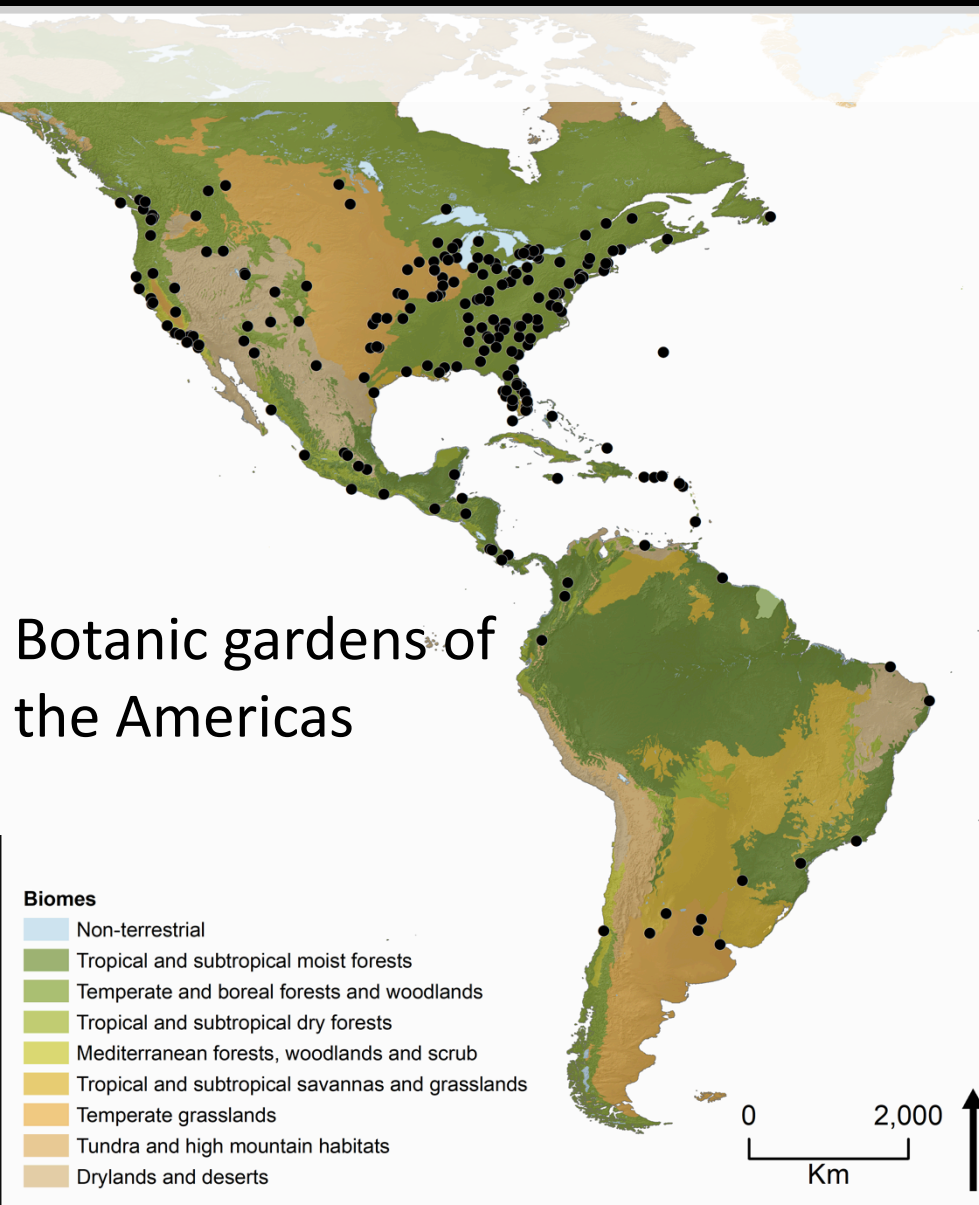 Botanic gardens of
the Americas
Biomes
Non-terrestrial
Tropical and subtropical moist forests
Temperate and boreal forests and woodlands
Tropical and subtropical dry forests
Mediterranean forests, woodlands and scrub
Tropical and subtropical savannas and grasslands
Temperate grasslands
Tundra and high mountain habitats
Drylands and deserts
0 2,000
Km